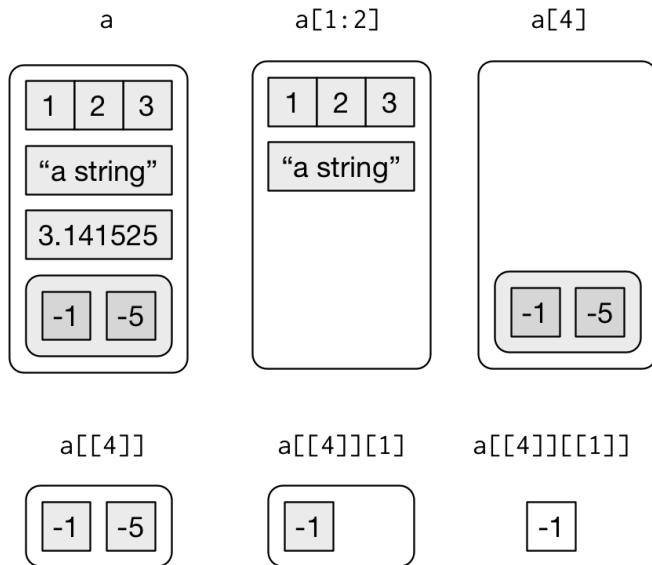 a a[1:2] a[4]
1 2 3 1 2 3
“a string” “a string”
3.141525
-1 -5 -1 -5
a[[4]] a[[4]][1] a[[4]][[1]]
-1 -5 -1 -1